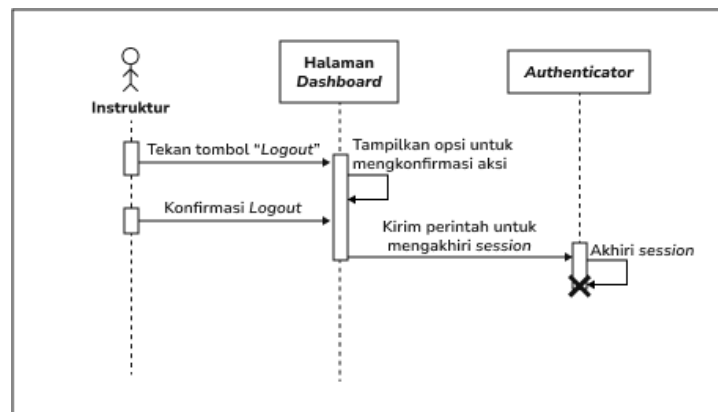 Halaman
Dashboard
Authenticator
Instruktur
Tekan tombol “Logout”
Tampilkan opsi untuk
mengkonfirmasi aksi
Konfirmasi Logout
Kirim perintah untuk
mengakhiri session
Akhiri session